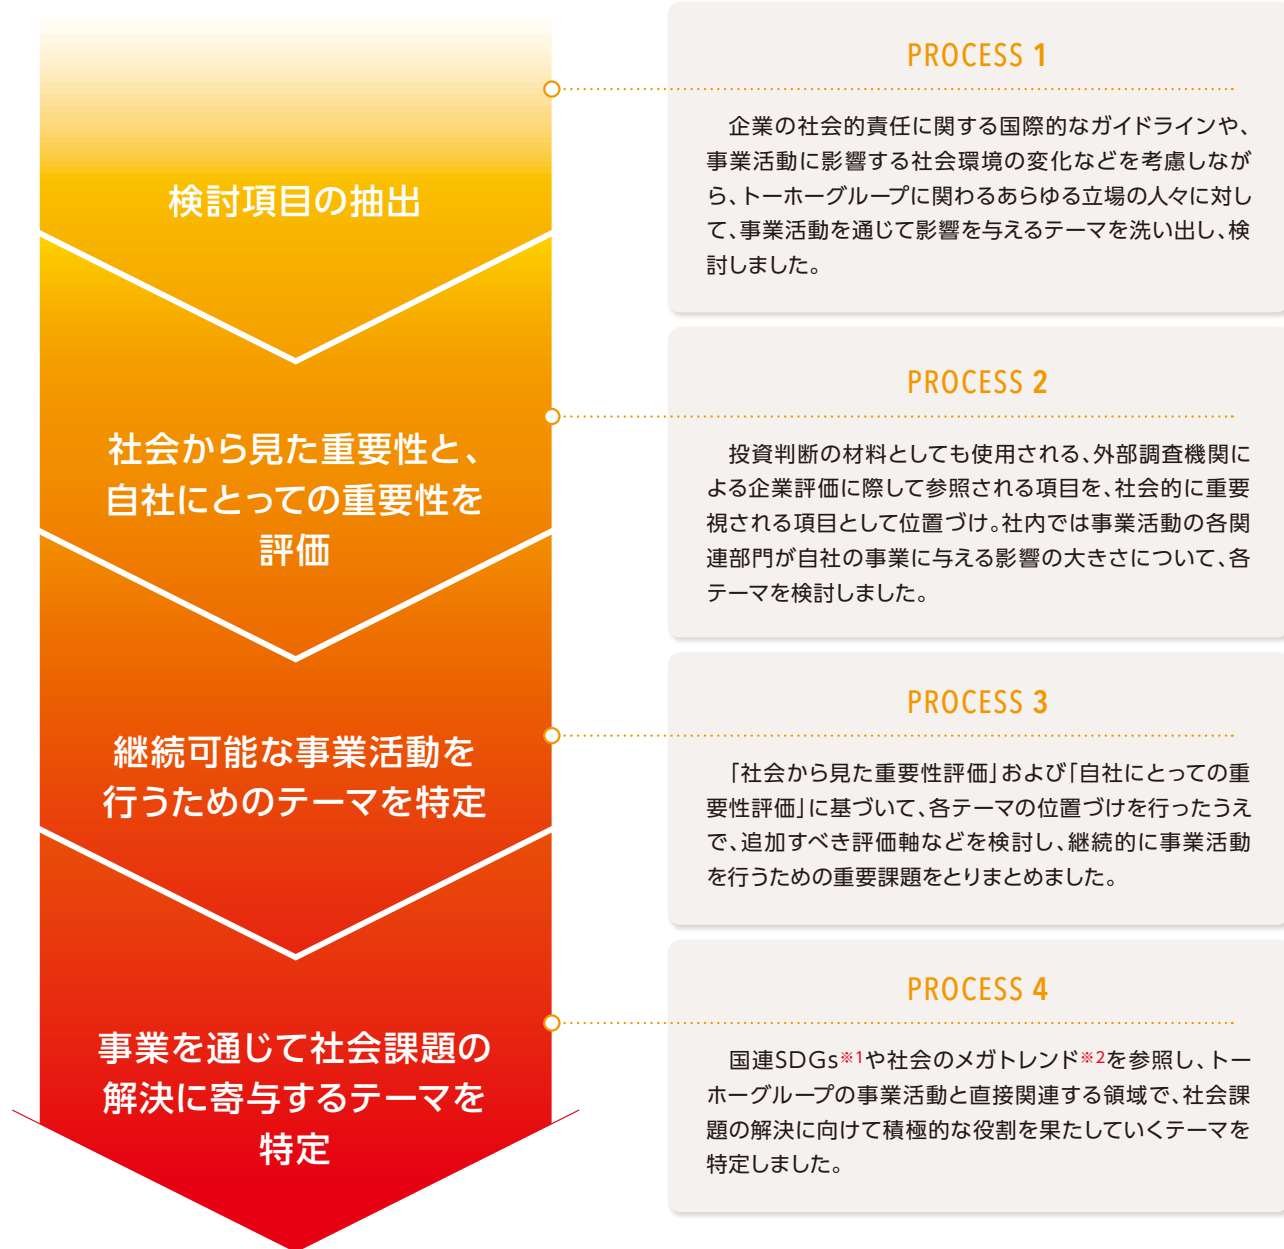 検討項目の抽出
PROCESS 1
企業の社会的責任に関する国際的なガイドラインや、
事業活動に影響する社会環境の変化などを考慮しなが
ら、トーホーグループに関わるあらゆる立場の人々に対し
て、事業活動を通じて影響を与えるテーマを洗い出し、検
討しました。
社会から見た重要性と、
自社にとっての重要性を
評価
PROCESS 2
投資判断の材料としても使用される、外部調査機関に
よる企業評価に際して参照される項目を、社会的に重要
視される項目として位置づけ。社内では事業活動の各関
連部門が自社の事業に与える影響の大きさについて、各
テーマを検討しました。
継続可能な事業活動を
行うためのテーマを特定
PROCESS 3
「社会から見た重要性評価」および「自社にとっての重
要性評価」に基づいて、各テーマの位置づけを行ったうえ
で、追加すべき評価軸などを検討し、継続的に事業活動
を行うための重要課題をとりまとめました。
事業を通じて社会課題の
解決に寄与するテーマを
特定
PROCESS 4
国連SDGs※1や社会のメガトレンド※2を参照し、トー
ホーグループの事業活動と直接関連する領域で、社会課
題の解決に向けて積極的な役割を果たしていくテーマを
特定しました。